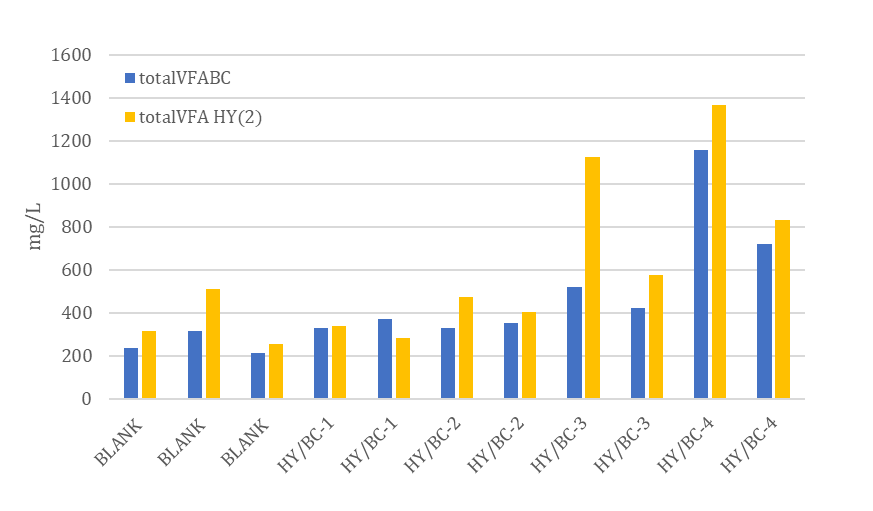 1600
1400
1200
1000
800
600
400
200
0
mg/L
totalVFABC
totalVFA HY(2)
BLANK
BLANK
BLANK
HY/BC-1
HY/BC-1
HY/BC-2
HY/BC-2
HY/BC-3
HY/BC-3
HY/BC-4
HY/BC-4